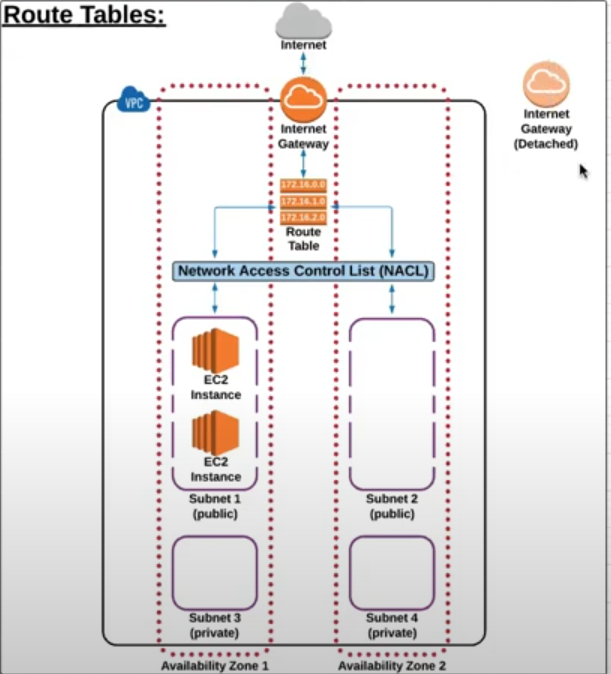 Route Tables:
Internet
VPC
Internet
Gateway
Internet
Gateway
(Detached)
172.16.0.0
172.16.1.0
172.16.2.0
Route
Table
Network Access Control List (NACL)
EC2
Instance
EC2
Instance
Subnet 1
(public)
Subnet 2
(public)
Subnet 3
(private)
Subnet 4
(private)
Availability Zone 1
Availability Zone 2